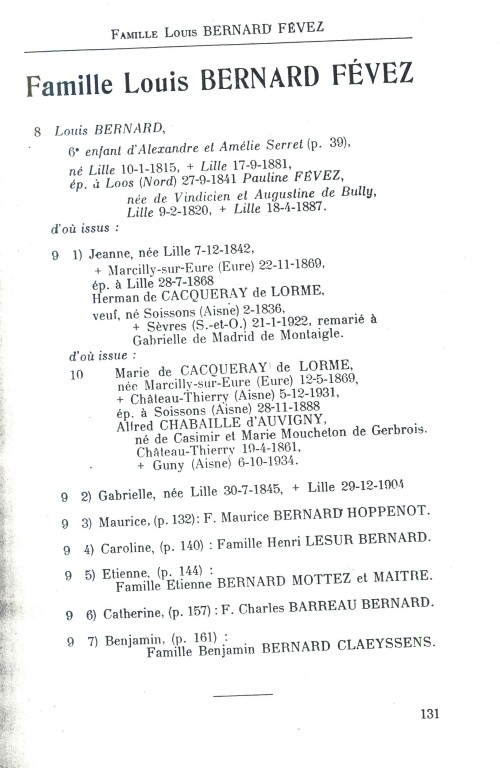 FAMILLE LOUIS BERNARD FÉVEZ
Famille Louis BERNARD FÉVEZ
8 Louis BERNARD,
6e enfant d'Alexandre et Amélie Serret (p. 39),
né Lille 10-1-1815, + Lille 17-9-1881,
ép. à Loos (Nord) 27-9-1841 Pauline FÉVEZ,
née de Vindicien et Augustine de Bully,
Lille 9-2-1820, + Lille 18-4-1887.
d'où issus :
9 1) Jeanne, née Lille 7-12-1842,
+ Marcilly-sur-Eure (Eure) 22-11-1869,
ép. à Lille 28-7-1868
Herman de CACQUERAY de LORME,
veuf, né Soissons (Aisne) 2-1836,
+ Sèvres (S.-et-O.) 21-1-1922, remarié à
Gabrielle de Madrid de Montaigle.
d'où issue :
10 Marie de CACQUERAY de LORME,
née Marcilly-sur-Eure (Eure) 12-5-1869,
+ Château-Thierry (Aisne) 5-12-1931,
ép. à Soissons (Aisne) 28-11-1888
Alfred CHABAILLE d'AUVIGNY,
né de Casimir et Marie Moucheton de Gerbrois.
Château-Thierry 19-4-1861,
+ Guny (Aisne) 6-10-1934.
9 2) Gabrielle, née Lille 30-7-1845, + Lille 29-12-1904
9 3) Maurice, (p. 132): F. Maurice BERNARD HOPPENOT.
9 4) Caroline, (p. 140) : Famille Henri LESUR BERNARD.
9 5) Etienne, (p. 144) :
Famille Etienne BERNARD MOTTEZ et MAITRE.
9 6) Catherine, (p. 157) : F. Charles BARREAU BERNARD.
9 7) Benjamin, (p. 161) :
Famille Benjamin BERNARD CLAEYSSENS.
131